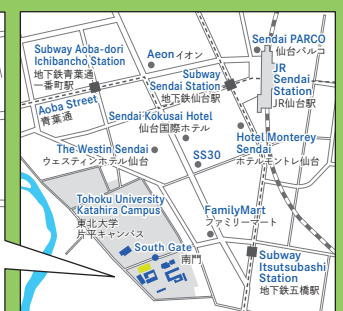 Sendai PARCO
仙台パルコ
Subway Aoba-dori
Ichibancho Station
地下鉄青葉通
一番町駅
Aeon イオン
JR
Sendai
Station
JR仙台駅
Subway
Sendai Station
地下鉄仙台駅
Aoba Street
青葉通
Sendai Kokusai Hotel
仙台国際ホテル
Hotel Monterey
Sendai
ホテルモントレ仙台
The Westin Sendai
ウェスティンホテル仙台
SS30
Tohoku University
Katahira Campus
東北大学
片平キャンパス
FamilyMart
ファミリーマート
South Gate
南門
Subway
Itsutsubashi
Station
地下鉄五橋駅